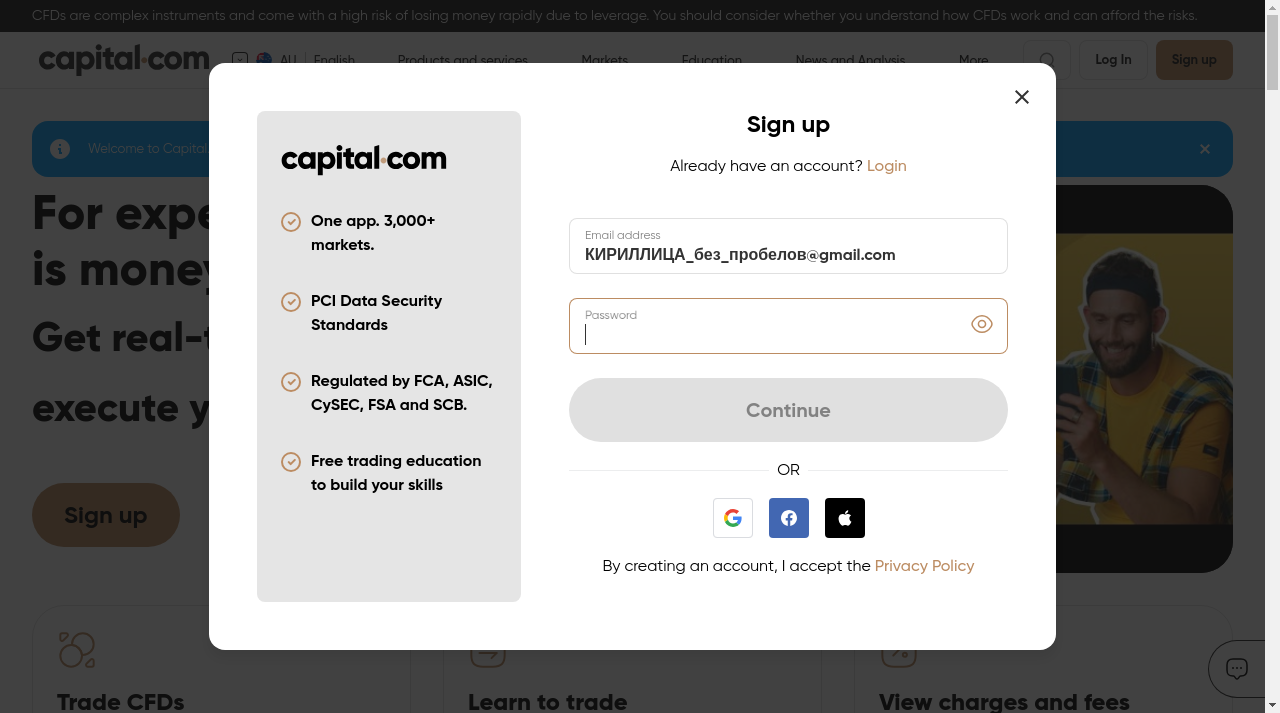 CFDs are complex instruments and come with a high risk of losing money rapidly due to leverage. You should consider whether you understand how CFDs work and can afford the risks.
capital.com AU English Products and services Markets Education News and Analysis More Log In Sign up
Welcome to Capital.
For expe
is money
Get real-t
execute y
Sign up
capital.com
One app. 3,000+
markets.
PCI Data Security
Standards
Regulated by FCA, ASIC,
CySEC, FSA and SCB.
Free trading education
to build your skills
Sign up
Already have an account? Login
Email address
КИРИЛЛИЦА_без_пробелов@gmail.com
Password
Continue
OR
By creating an account, I accept the Privacy Policy
Trade CFDs
Learn to trade
View charges and fees